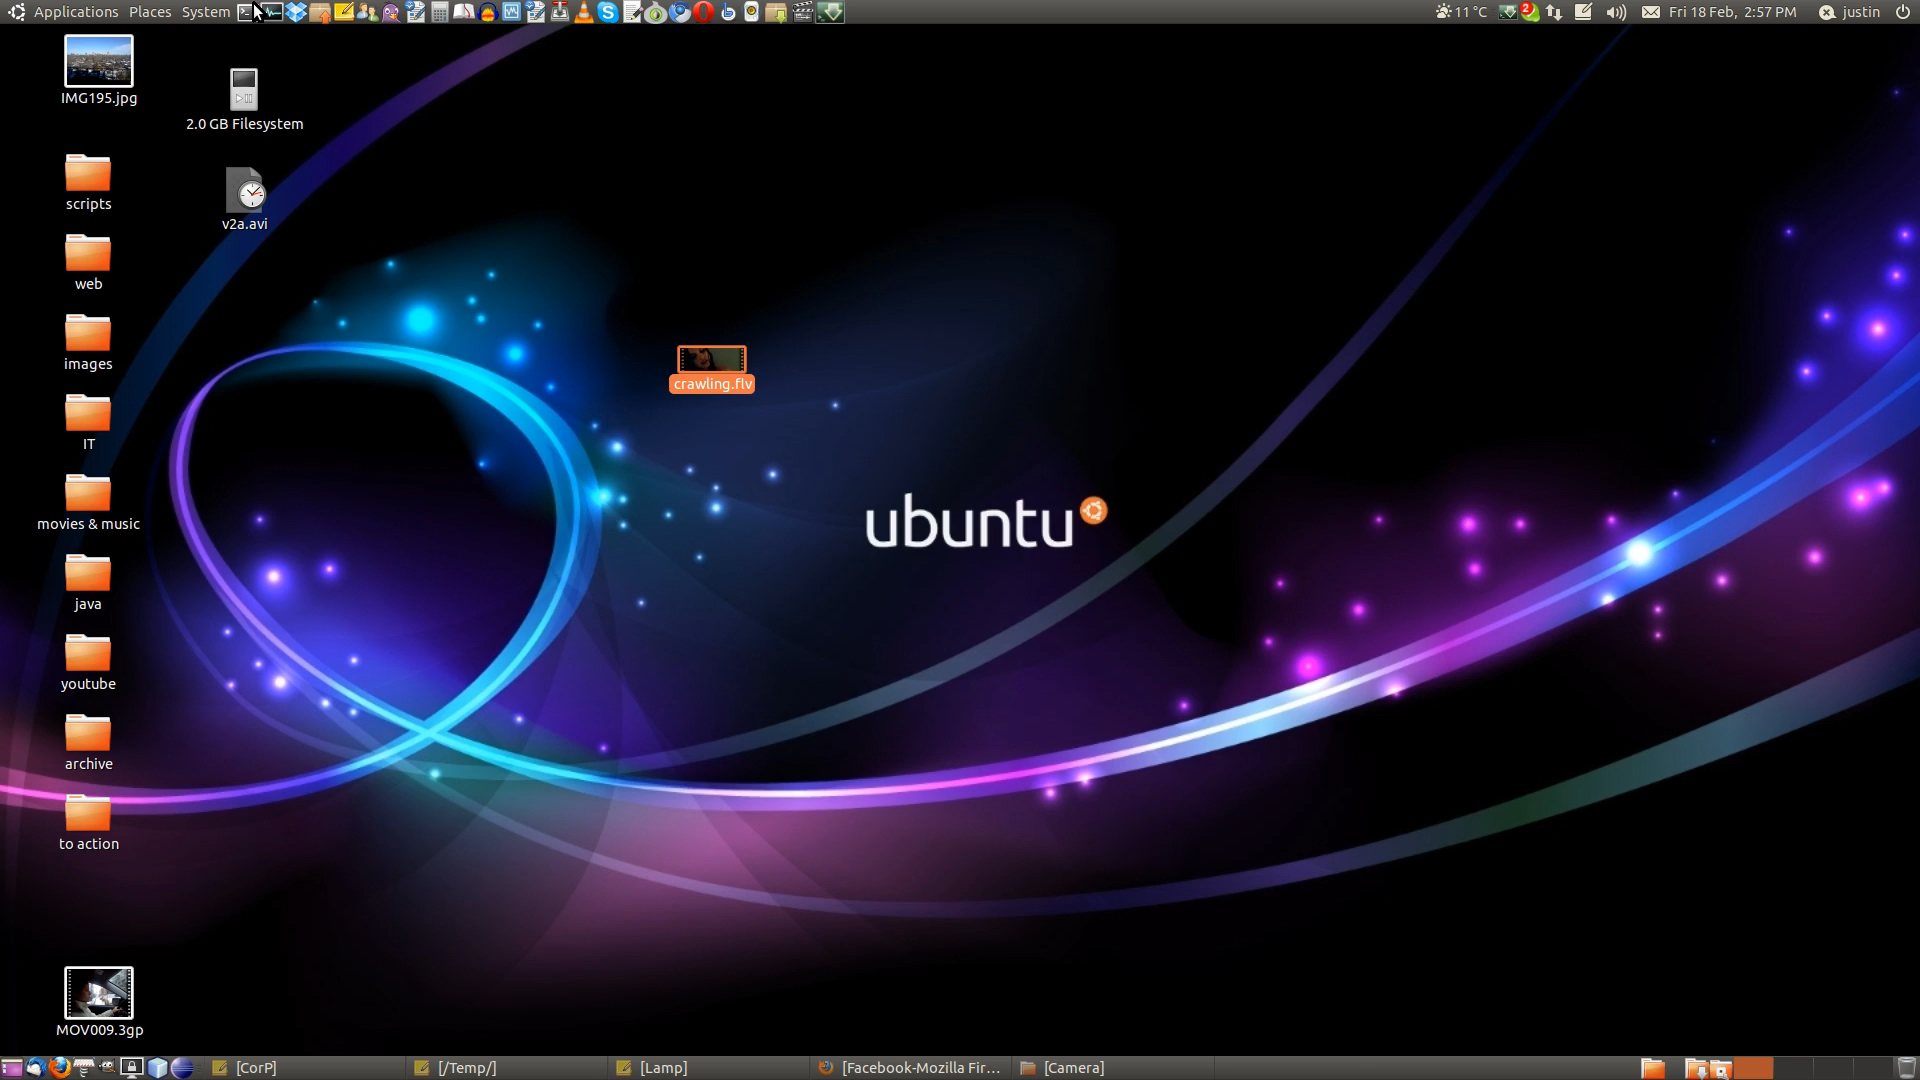 Applications Places System
11 °C
2
Fri 18 Feb, 2:57 PM
justin
IMG195.jpg
2.0 GB Filesystem
scripts
v2a.avi
web
images
crawling.flv
IT
movies & music
ubuntu
java
youtube
archive
to action
MOV009.3gp
[CorP]
[/Temp/]
[Lamp]
[Facebook-Mozilla Fir...
[Camera]